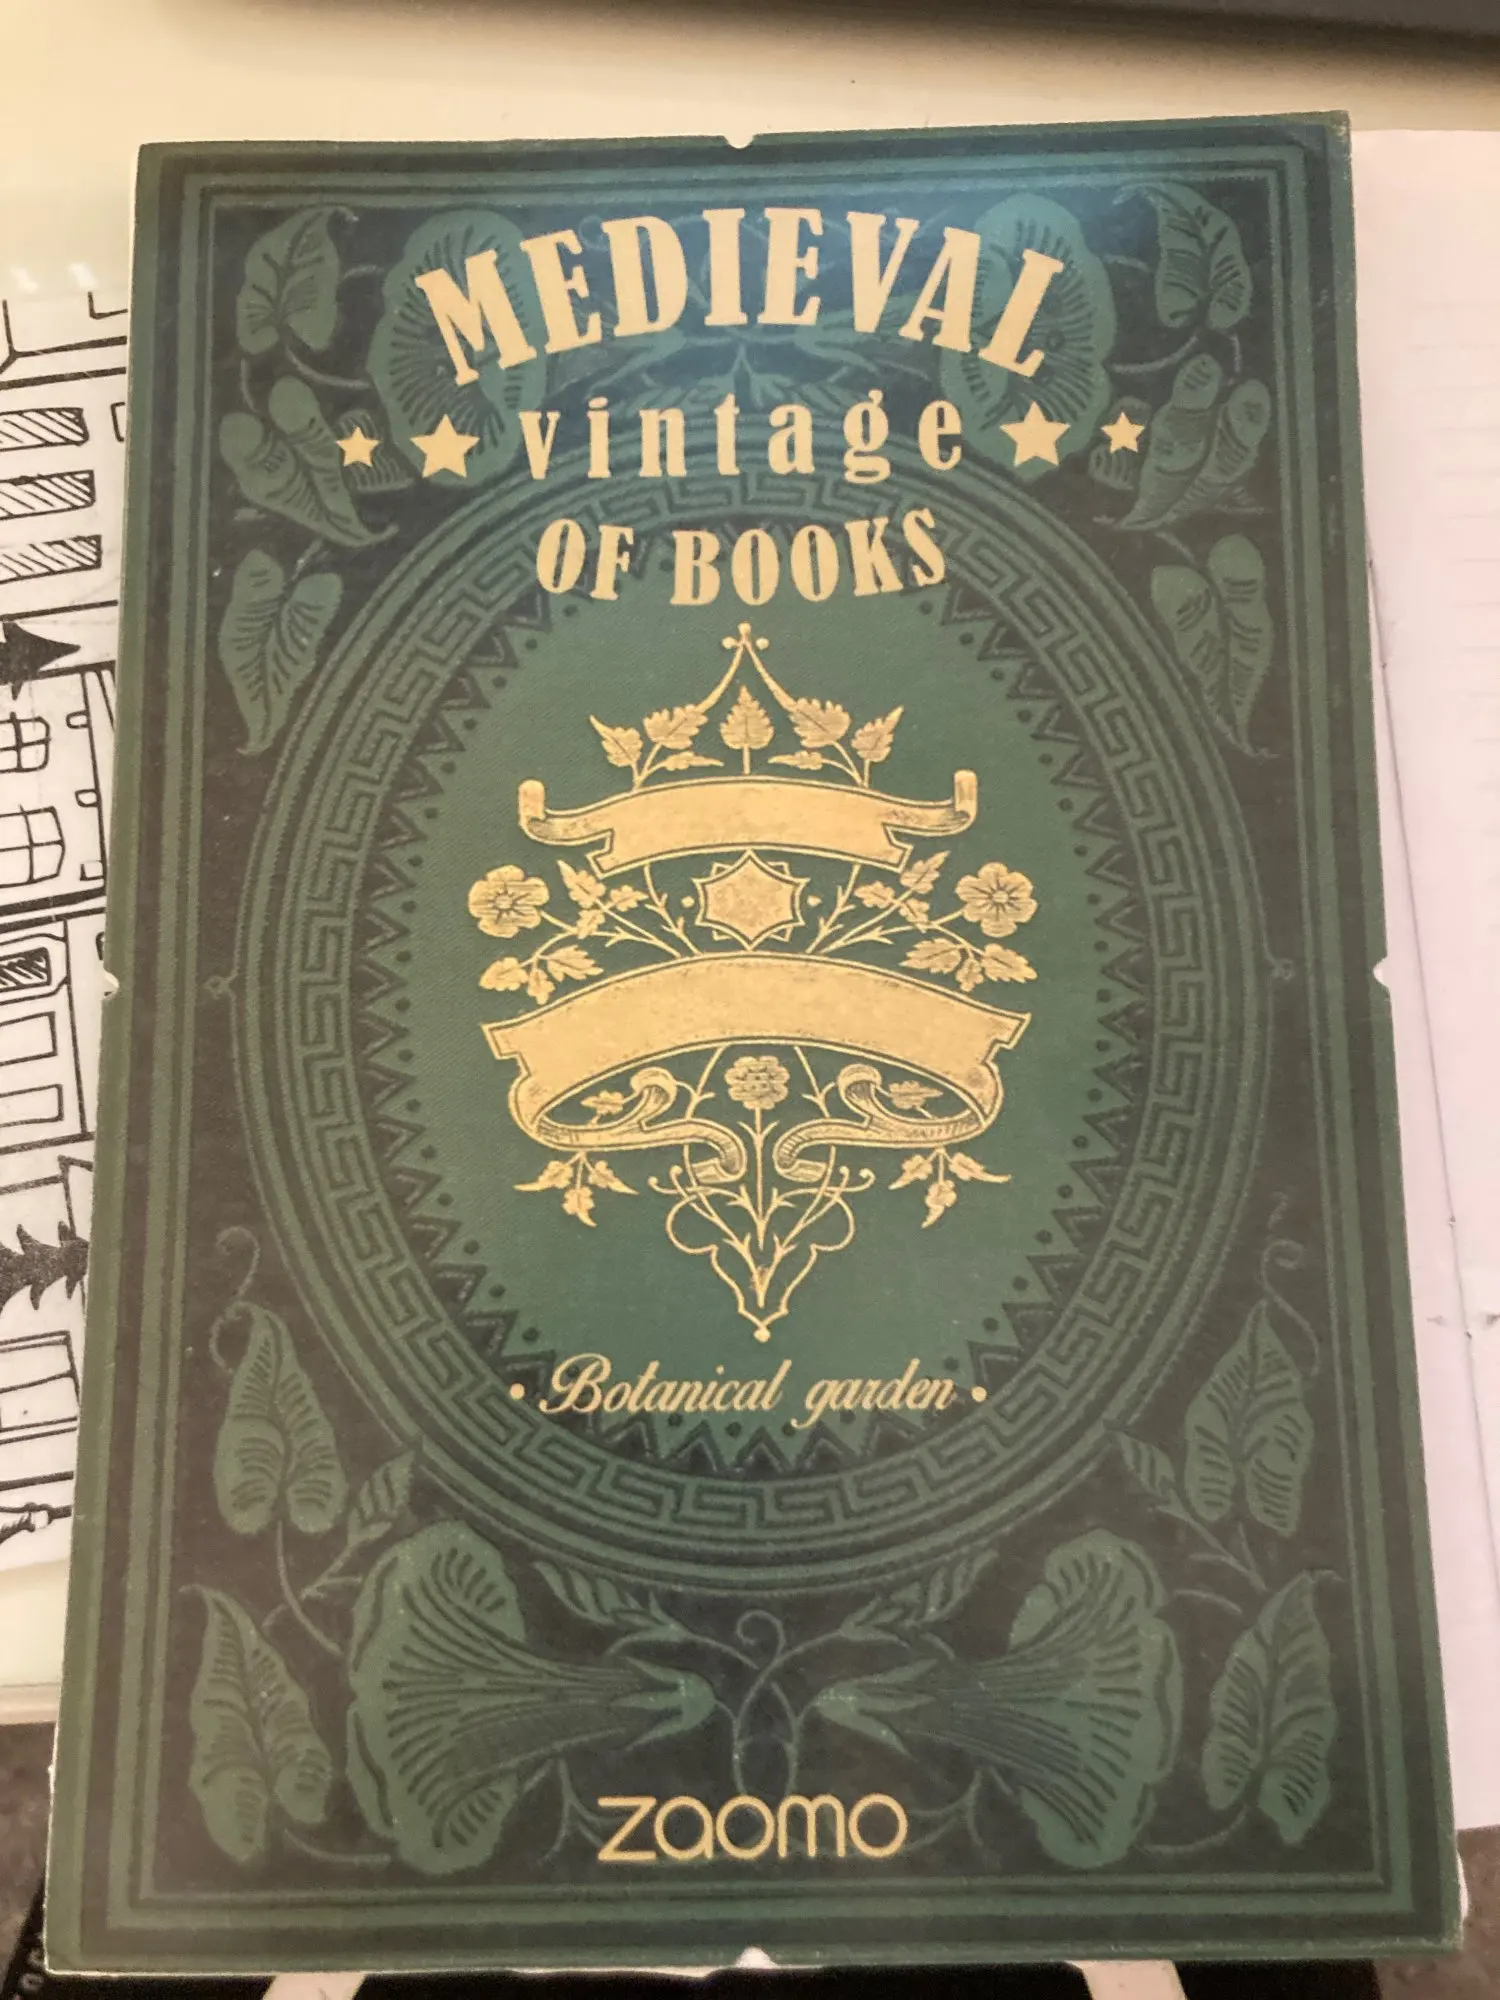 MEDIEVAL
vintage
OF BOOKS
• Botanical garden •
zaomo